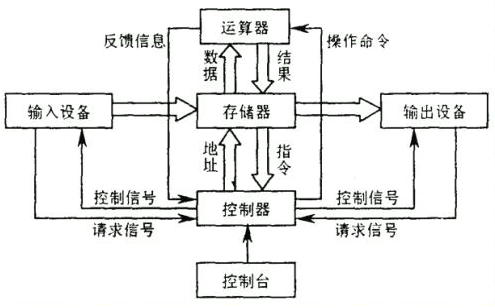 运算器
反馈信息
操作命令
数据
结果
输入设备
存储器
输出设备
地址
指令
控制信号
控制器
控制信号
请求信号
请求信号
控制台